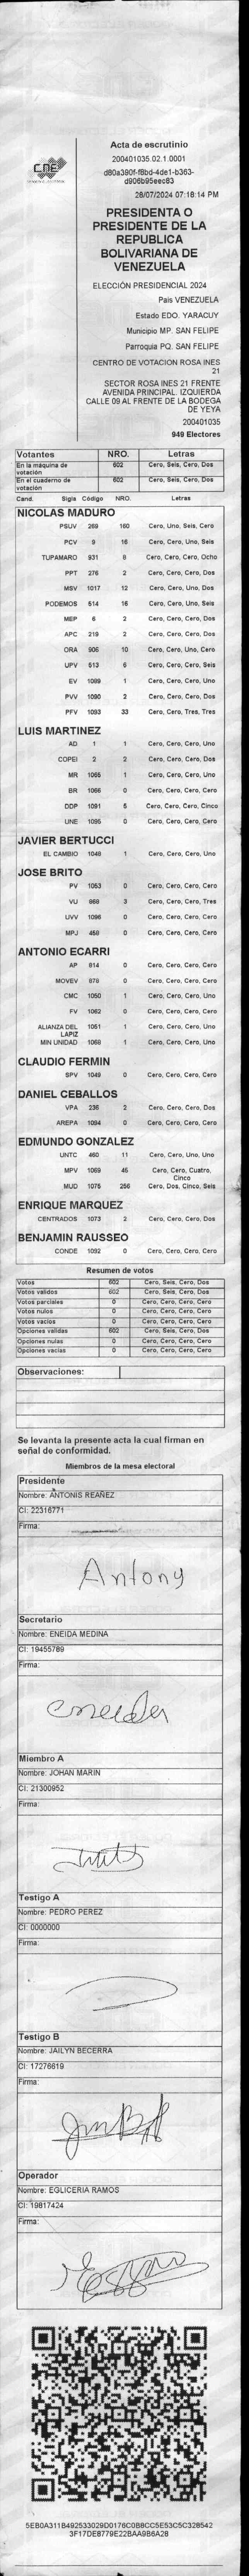 CNE
Acta de escrutinio
200401035.02.1.0001
d80a390f-f8bd-4de1-b363-
d906b95eec83
28/07/2024 07:18:14 PM
PRESIDENTA O
PRESIDENTE DE LA
REPUBLICA
BOLIVARIANA DE
VENEZUELA
ELECCIÓN PRESIDENCIAL 2024
País VENEZUELA
Estado EDO. YARACUY
Municipio MP. SAN FELIPE
Parroquia PQ. SAN FELIPE
CENTRO DE VOTACIÓN ROSA INES
21
SECTOR ROSA INES 21 FRENTE
AVENIDA PRINCIPAL. IZQUIERDA
CALLE 09 AL FRENTE DE LA BODEGA
DE YEYA
200401035
949 Electores
Votantes NRO. Letras
En la máquina de votación 602 Cero, Seis, Cero, Dos
En el cuaderno de votación 602 Cero, Seis, Cero, Dos
Cand. Sigla Código NRO. Letras
NICOLAS MADURO
PSUV 269 160 Cero, Uno, Seis, Cero
PCV 9 16 Cero, Cero, Uno, Seis
TUPAMARO 931 8 Cero, Cero, Cero, Ocho
PPT 276 2 Cero, Cero, Cero, Dos
MSV 1017 12 Cero, Cero, Uno, Dos
PODEMOS 514 16 Cero, Cero, Uno, Seis
MEP 6 2 Cero, Cero, Cero, Dos
APC 219 2 Cero, Cero, Cero, Dos
ORA 906 10 Cero, Cero, Uno, Cero
UPV 513 6 Cero, Cero, Cero, Seis
EV 1089 1 Cero, Cero, Cero, Uno
PVV 1090 2 Cero, Cero, Cero, Dos
PFV 1093 33 Cero, Cero, Tres, Tres
LUIS MARTINEZ
AD 1 1 Cero, Cero, Cero, Uno
COPEI 2 2 Cero, Cero, Cero, Dos
MR 1065 1 Cero, Cero, Cero, Uno
BR 1066 0 Cero, Cero, Cero, Cero
DDP 1091 5 Cero, Cero, Cero, Cinco
UNE 1095 0 Cero, Cero, Cero, Cero
JAVIER BERTUCCI
EL CAMBIO 1048 1 Cero, Cero, Cero, Uno
JOSE BRITO
PV 1053 0 Cero, Cero, Cero, Cero
VU 868 3 Cero, Cero, Cero, Tres
UVV 1096 0 Cero, Cero, Cero, Cero
MPJ 458 0 Cero, Cero, Cero, Cero
ANTONIO ECARRI
AP 914 0 Cero, Cero, Cero, Cero
MOVEV 878 0 Cero, Cero, Cero, Cero
CMC 1050 1 Cero, Cero, Cero, Uno
FV 1062 0 Cero, Cero, Cero, Cero
ALIANZA DEL LAPIZ 1051 1 Cero, Cero, Cero, Uno
MIN UNIDAD 1068 1 Cero, Cero, Cero, Uno
CLAUDIO FERMIN
SPV 1049 0 Cero, Cero, Cero, Cero
DANIEL CEBALLOS
VPA 236 2 Cero, Cero, Cero, Dos
AREPA 1094 0 Cero, Cero, Cero, Cero
EDMUNDO GONZALEZ
UNTC 460 11 Cero, Cero, Uno, Uno
MPV 1069 45 Cero, Cero, Cuatro, Cinco
MUD 1075 256 Cero, Dos, Cinco, Seis
ENRIQUE MARQUEZ
CENTRADOS 1073 2 Cero, Cero, Cero, Dos
BENJAMIN RAUSSEO
CONDE 1092 0 Cero, Cero, Cero, Cero
Resumen de votos
Votos 602 Cero, Seis, Cero, Dos
Votos validos 602 Cero, Seis, Cero, Dos
Votos parciales 0 Cero, Cero, Cero, Cero
Votos nulos 0 Cero, Cero, Cero, Cero
Votos vacíos 0 Cero, Cero, Cero, Cero
Opciones validas 602 Cero, Seis, Cero, Dos
Opciones nulas 0 Cero, Cero, Cero, Cero
Opciones vacías 0 Cero, Cero, Cero, Cero
Observaciones:
Se levanta la presente acta la cual firman en
señal de conformidad.
Miembros de la mesa electoral
Presidente
Nombre: ANTONIS REAÑEZ
CI: 22316771
Firma:
Antony
Secretario
Nombre: ENEIDA MEDINA
CI: 19455789
Firma:
Eneida
Miembro A
Nombre: JOHAN MARIN
CI: 21300952
Firma:
Testigo A
Nombre: PEDRO PEREZ
CI: 0000000
Firma:
Testigo B
Nombre: JAILYN BECERRA
CI: 17276619
Firma:
Operador
Nombre: EGLICERIA RAMOS
CI: 19817424
Firma:
5EB0A311B492533029D0176C0B8CC5E53C5C328542
3F17DE8779E22BAA9B6A28